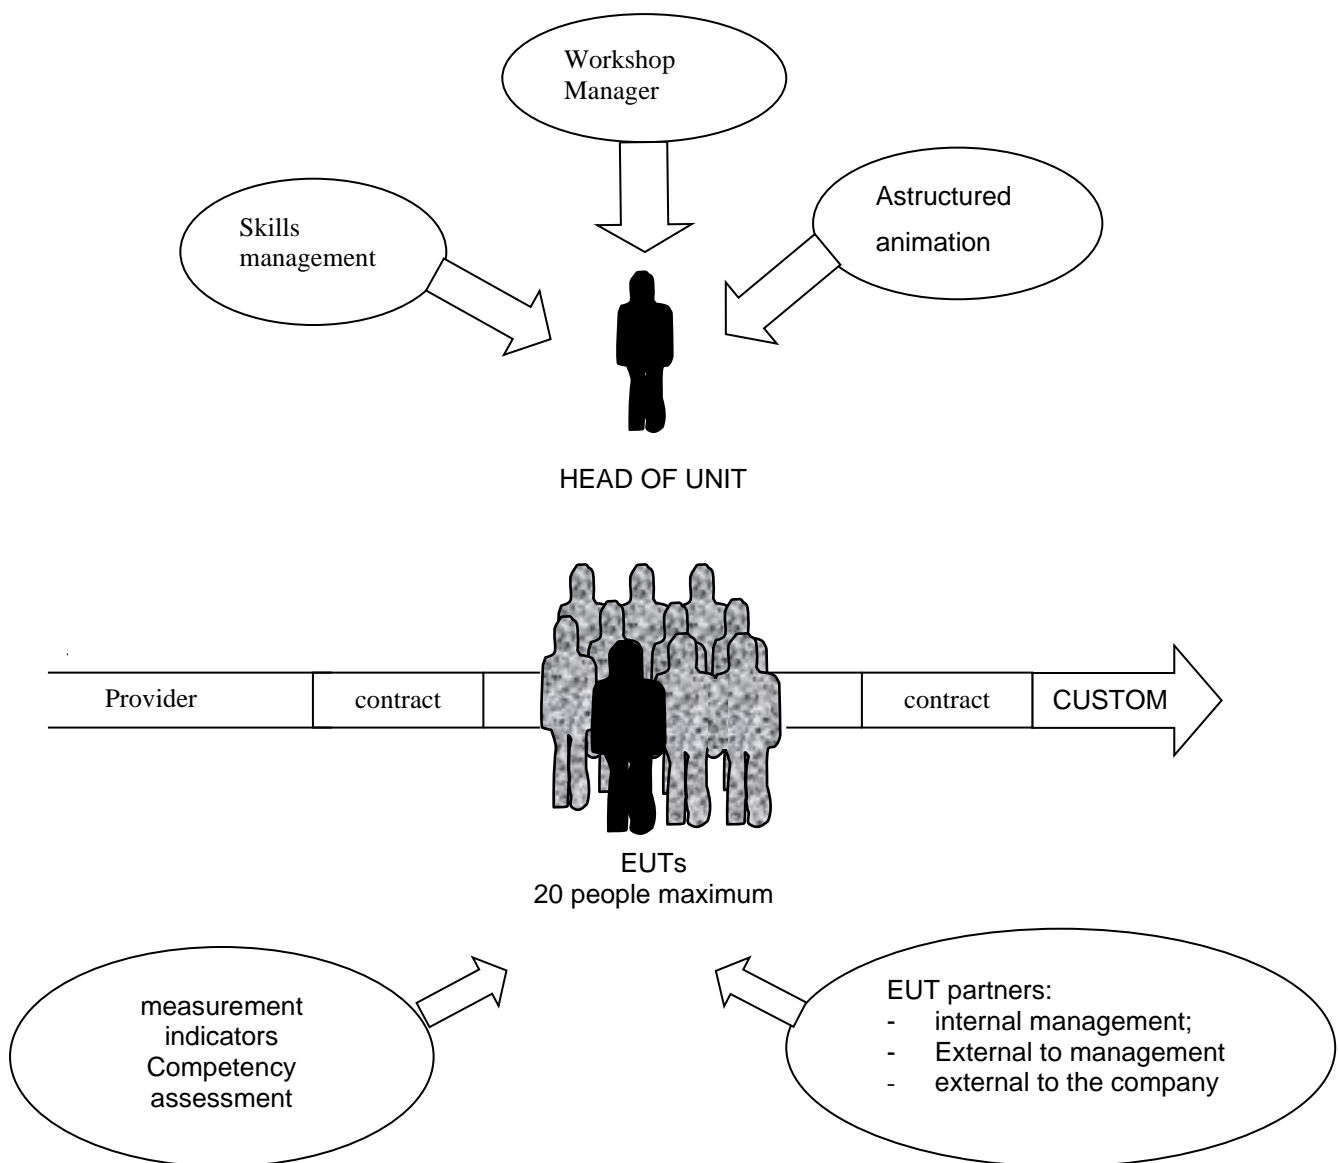 Workshop
Manager
Skills
management
Astructured
animation
HEAD OF UNIT
Provider
contract
contract
CUSTOM
EUTs
20 people maximum
measurement
indicators
Competency
assessment
EUT partners:
- internal management;
- External to management
- external to the company